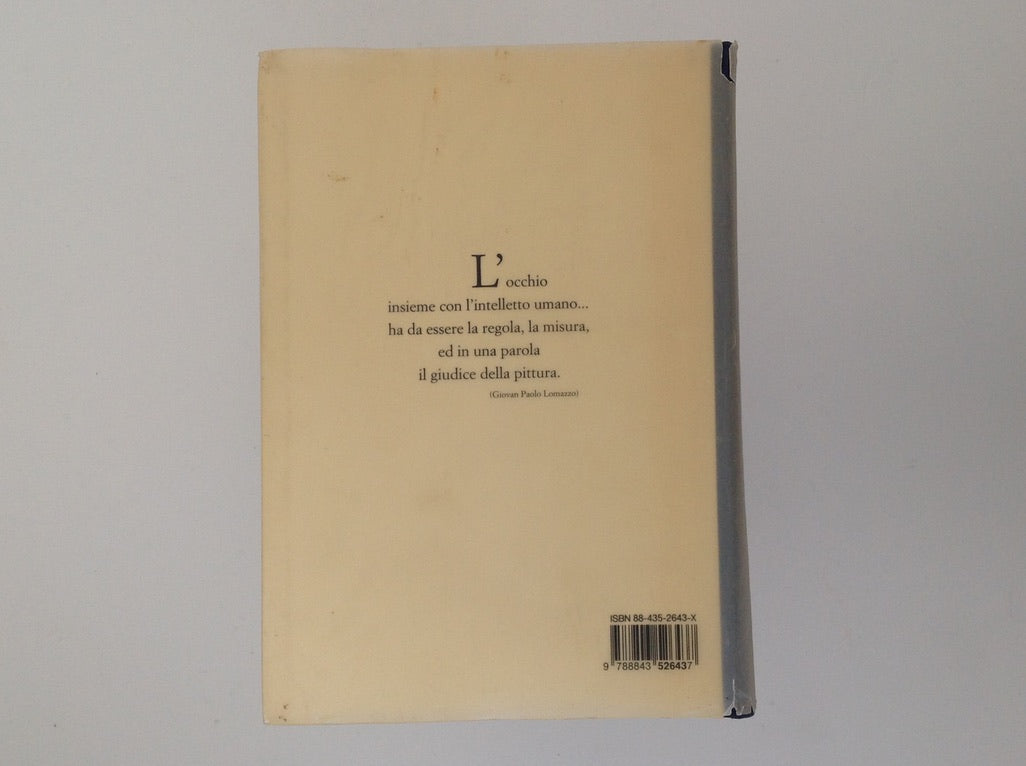 L'occhio
insieme con l'intelletto umano...
ha da essere la regola, la misura,
ed in una parola
il giudice della pittura.
(Giovan Paolo Lomazzo)
ISBN 88-435-2643-X
9 788843 526437